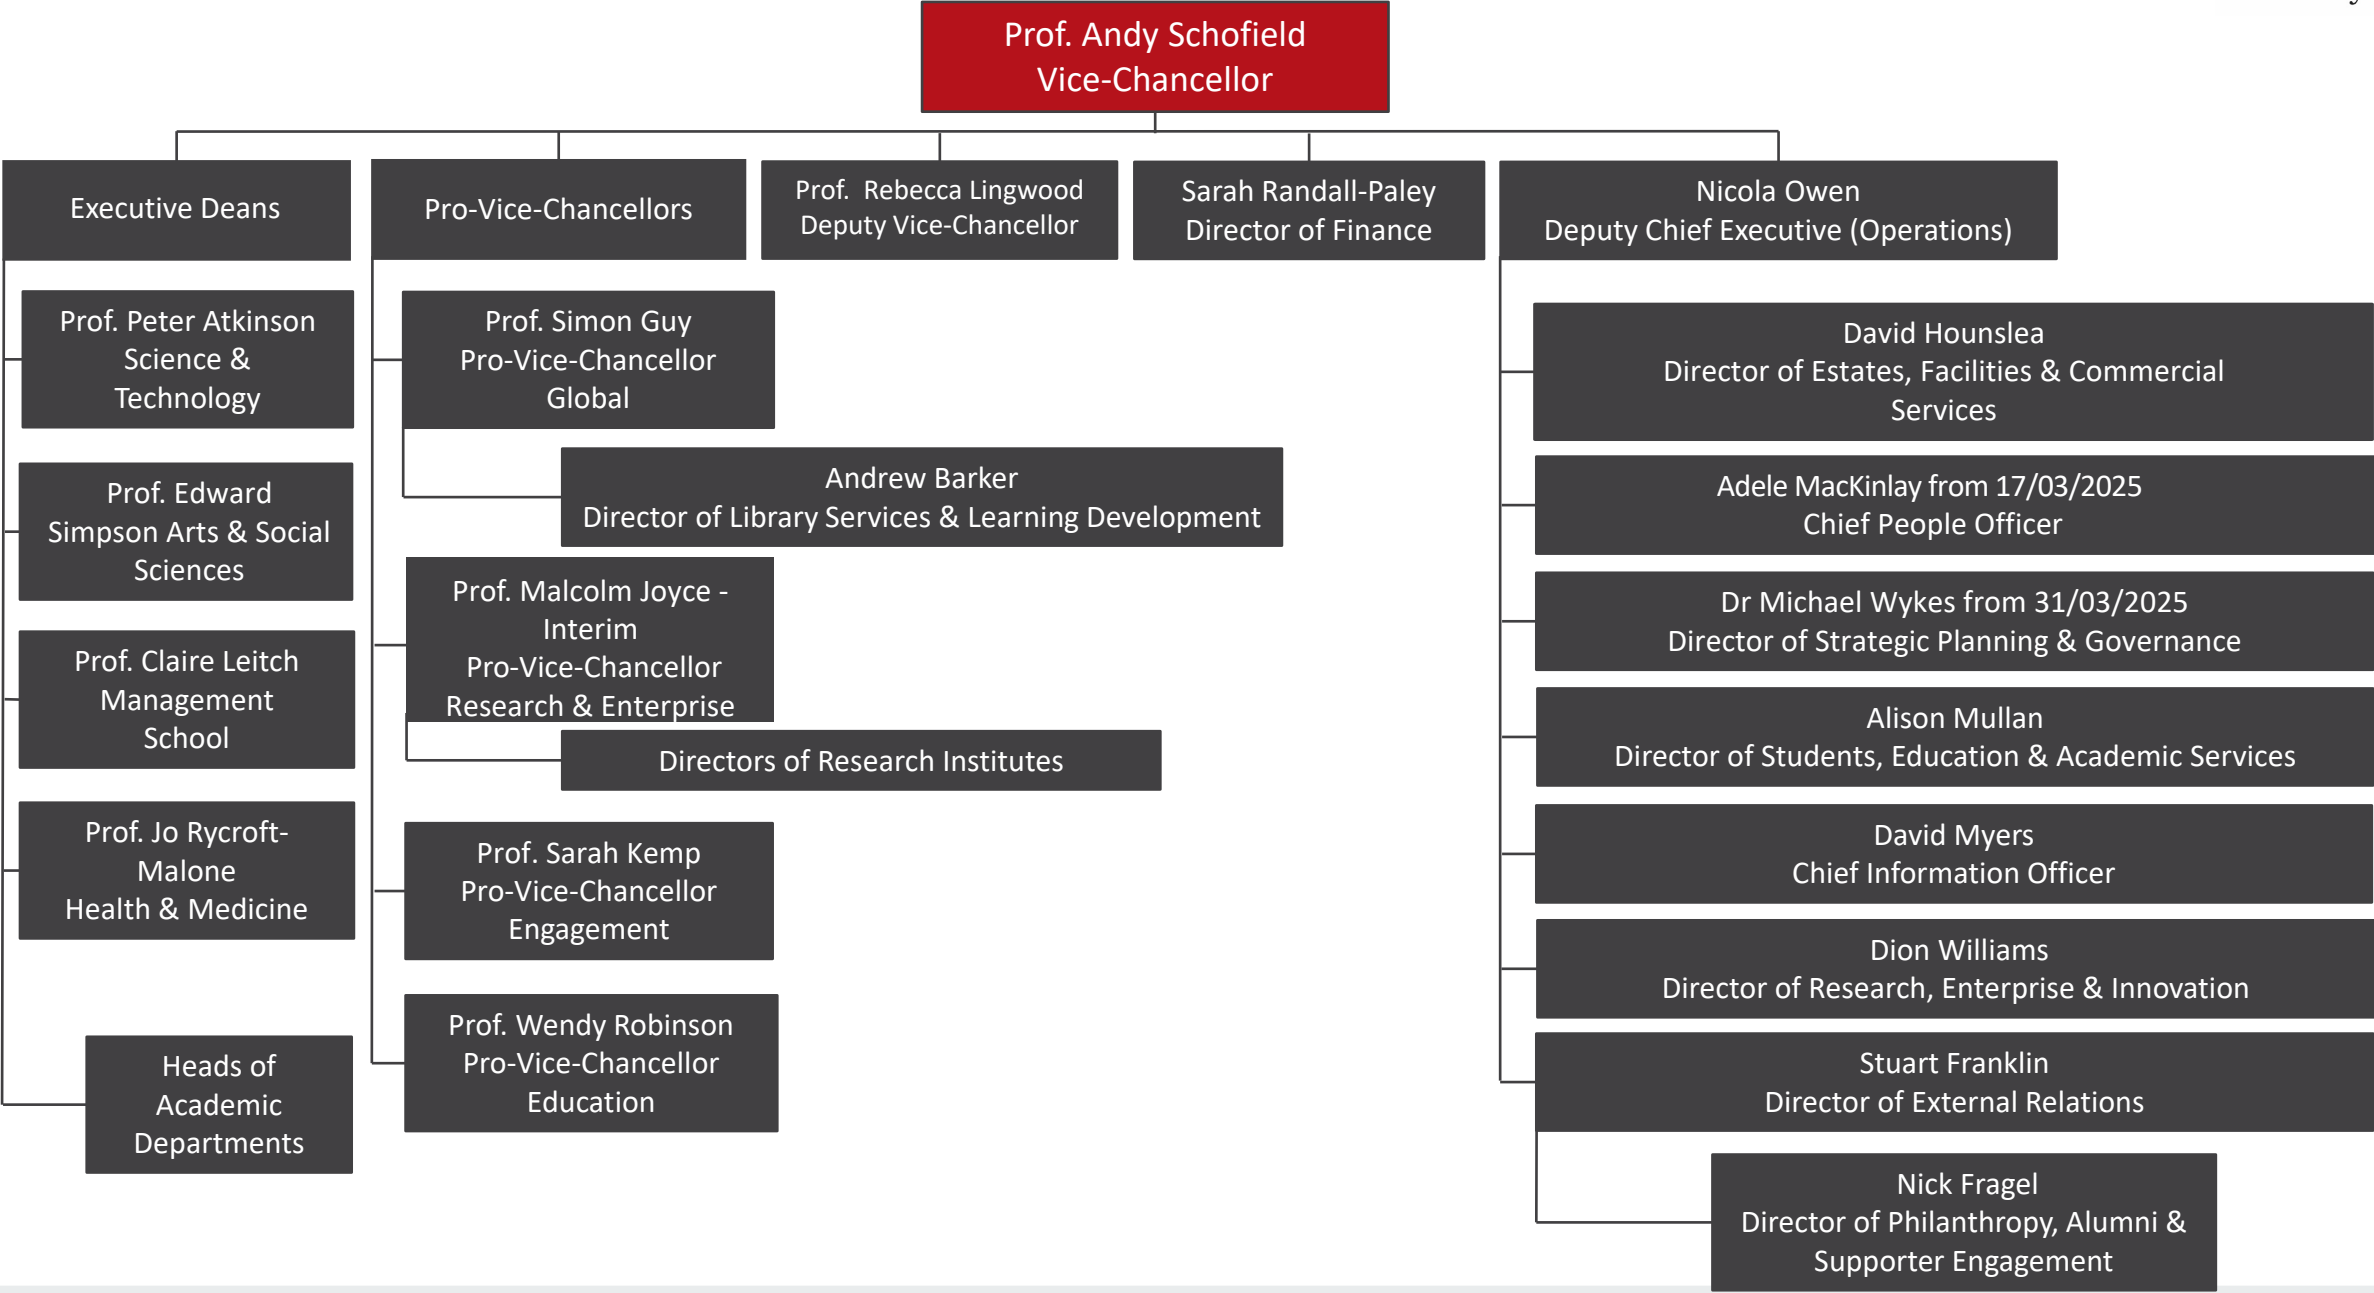 Prof. Andy Schofield
Vice-Chancellor
Executive Deans
Pro-Vice-Chancellors
Prof. Rebecca Lingwood
Deputy Vice-Chancellor
Sarah Randall-Paley
Director of Finance
Nicola Owen
Deputy Chief Executive (Operations)
Prof. Peter Atkinson
Science &
Technology
Prof. Edward
Simpson Arts & Social
Sciences
Prof. Claire Leitch
Management
School
Prof. Jo Rycroft-
Malone
Health & Medicine
Heads of
Academic
Departments
Prof. Simon Guy
Pro-Vice-Chancellor
Global
Andrew Barker
Director of Library Services & Learning Development
Prof. Malcolm Joyce -
Interim
Pro-Vice-Chancellor
Research & Enterprise
Directors of Research Institutes
Prof. Sarah Kemp
Pro-Vice-Chancellor
Engagement
Prof. Wendy Robinson
Pro-Vice-Chancellor
Education
David Hounslea
Director of Estates, Facilities & Commercial
Services
Adele MacKinlay from 17/03/2025
Chief People Officer
Dr Michael Wykes from 31/03/2025
Director of Strategic Planning & Governance
Alison Mullan
Director of Students, Education & Academic Services
David Myers
Chief Information Officer
Dion Williams
Director of Research, Enterprise & Innovation
Stuart Franklin
Director of External Relations
Nick Fragel
Director of Philanthropy, Alumni &
Supporter Engagement